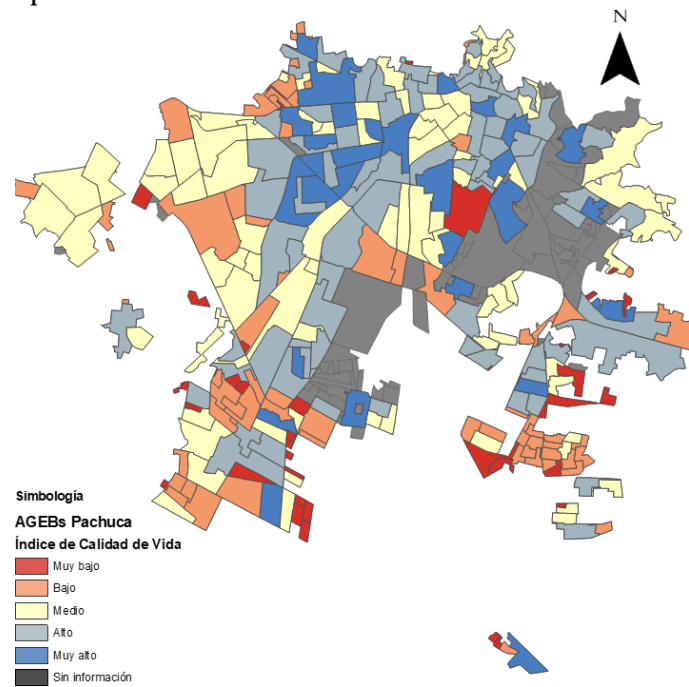 N
Simbología
AGEBs Pachuca
Índice de Calidad de Vida
Muy bajo
Bajo
Medio
Alto
Muy alto
Sin información